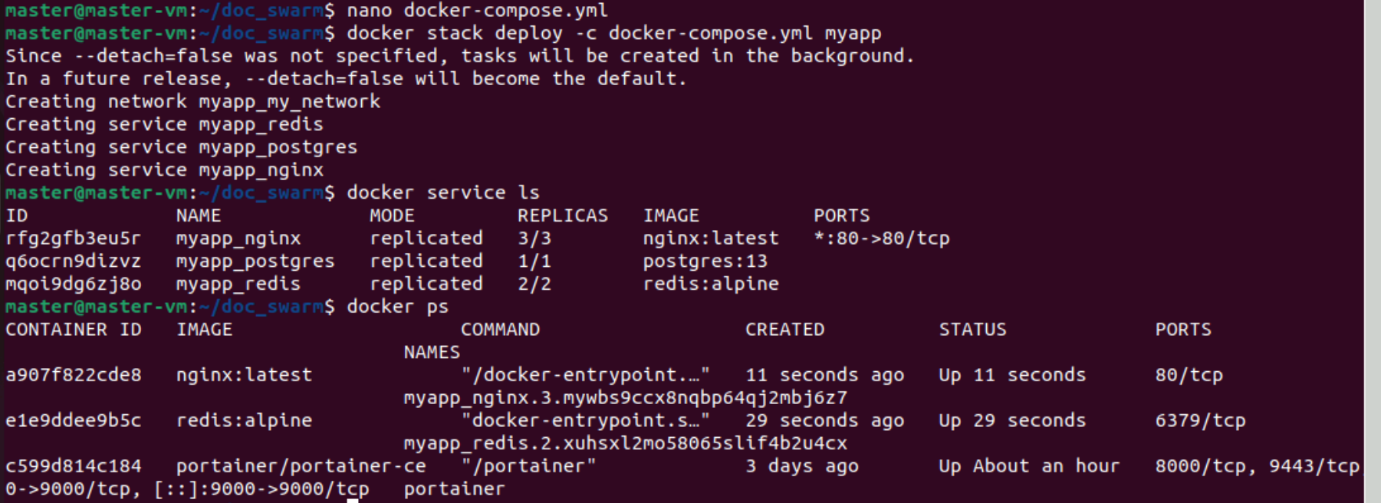 master@master-vm:~/doc_swarm$ nano docker-compose.yml
master@master-vm:~/doc_swarm$ docker stack deploy -c docker-compose.yml myapp
Since --detach=false was not specified, tasks will be created in the background.
In a future release, --detach=false will become the default.
Creating network myapp_my_network
Creating service myapp_redis
Creating service myapp_postgres
Creating service myapp_nginx
master@master-vm:~/doc_swarm$ docker service ls
ID             NAME             MODE         REPLICAS   IMAGE          PORTS
rfg2gfb3eu5r   myapp_nginx      replicated   3/3        nginx:latest   *:80->80/tcp
q6ocrn9dizvz   myapp_postgres   replicated   1/1        postgres:13
mqoi9dg6zj8o   myapp_redis      replicated   2/2        redis:alpine
master@master-vm:~/doc_swarm$ docker ps
CONTAINER ID   IMAGE                    COMMAND                  CREATED          STATUS              PORTS
NAMES
a907f822cde8   nginx:latest             "/docker-entrypoint.…"   11 seconds ago   Up 11 seconds       80/tcp
myapp_nginx.3.mywbs9ccx8nqbp64qj2mbj6z7
e1e9ddee9b5c   redis:alpine             "docker-entrypoint.s…"   29 seconds ago   Up 29 seconds       6379/tcp
myapp_redis.2.xuhsxl2mo58065slif4b2u4cx
c599d814c184   portainer/portainer-ce   "/portainer"             3 days ago       Up About an hour    8000/tcp, 9443/tcp
0->9000/tcp, [::]:9000->9000/tcp   portainer